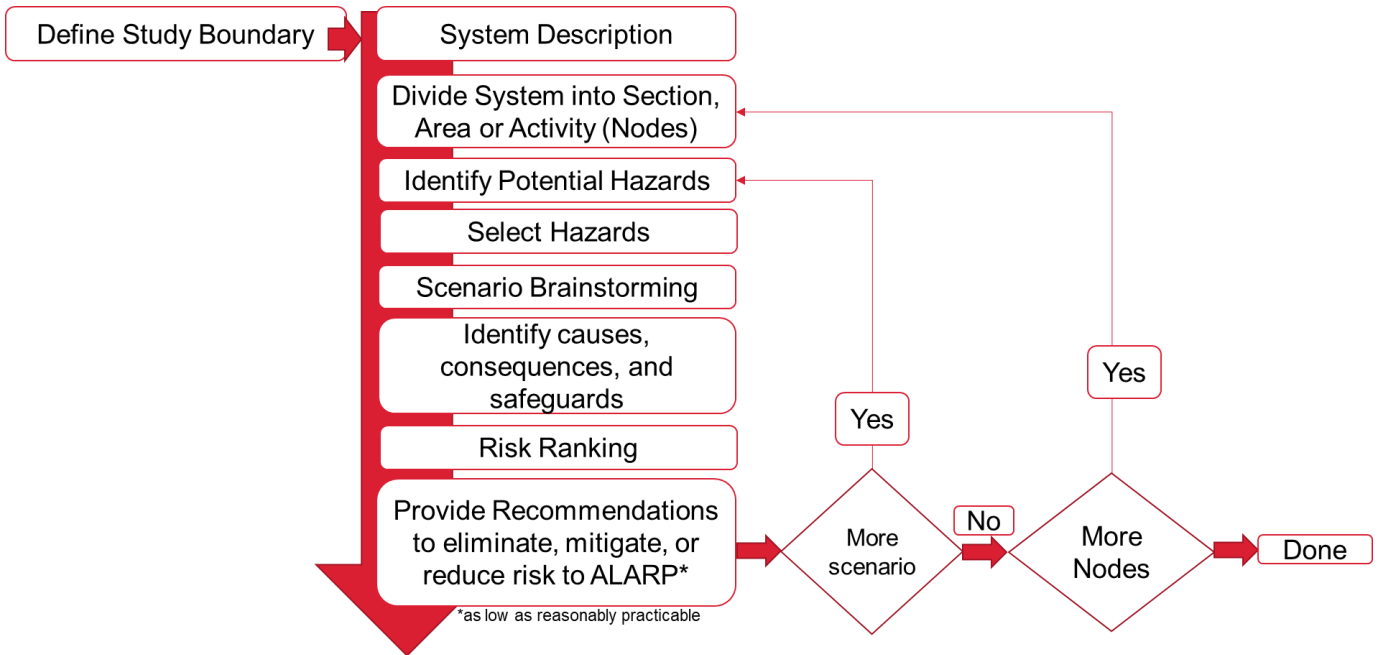 Define Study Boundary
System Description
Divide System into Section,
Area or Activity (Nodes)
Identify Potential Hazards
Select Hazards
Scenario Brainstorming
Identify causes,
consequences, and
safeguards
Risk Ranking
Provide Recommendations
to eliminate, mitigate, or
reduce risk to ALARP*
*as low as reasonably practicable
More
scenario
Yes
No
More
Nodes
Yes
Done